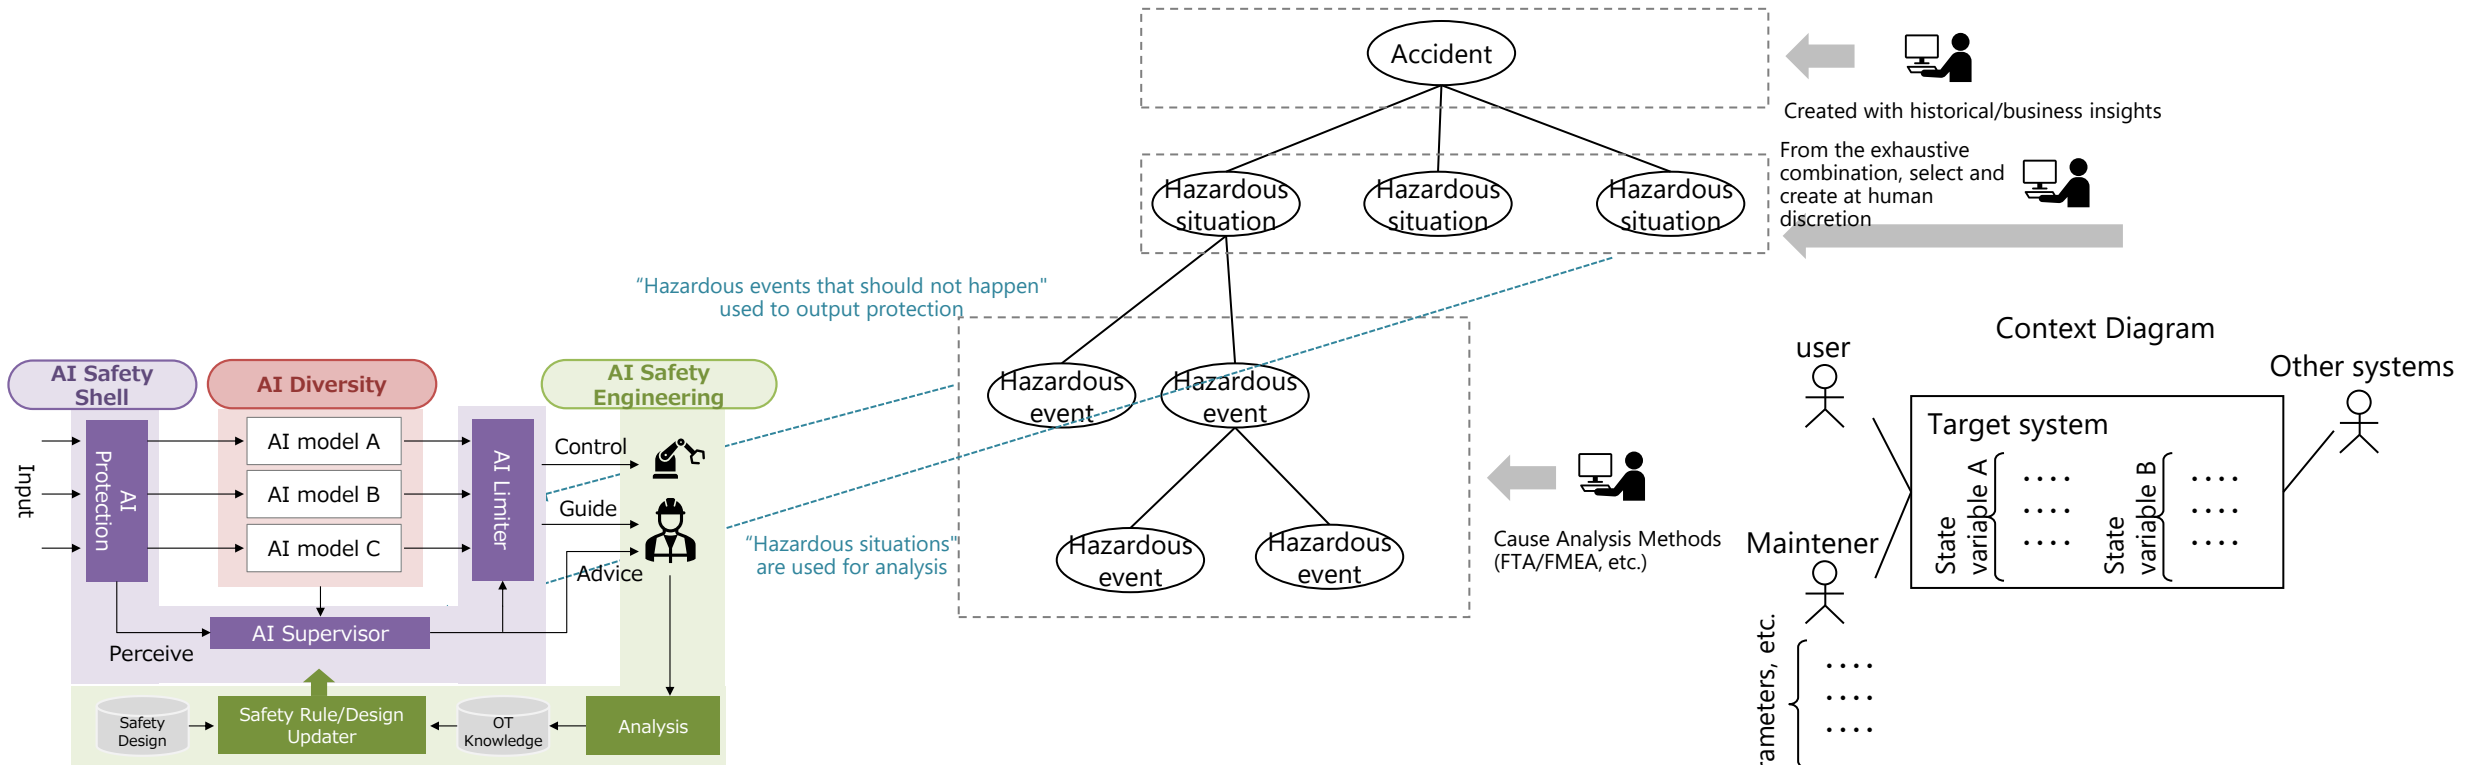 Accident
Created with historical/business insights
From the exhaustive
combination, select and
create at human
discretion
Hazardous
situation
Hazardous
situation
Hazardous
situation
“Hazardous events that should not happen"
used to output protection
Hazardous
event
Hazardous
event
Hazardous
event
Hazardous
event
Cause Analysis Methods
(FTA/FMEA, etc.)
“Hazardous situations"
are used for analysis
AI Safety
Shell
AI Diversity
AI Safety
Engineering
Input
AI
Protection
AI model A
AI model B
AI model C
AI Limiter
Control
Guide
Advice
AI Supervisor
Perceive
Safety
Design
Safety Rule/Design
Updater
OT
Knowledge
Analysis
Context Diagram
user
Other systems
Target system
State
variable A
....
....
....
State
variable B
....
....
....
Maintener
rameters, etc.
....
....
....